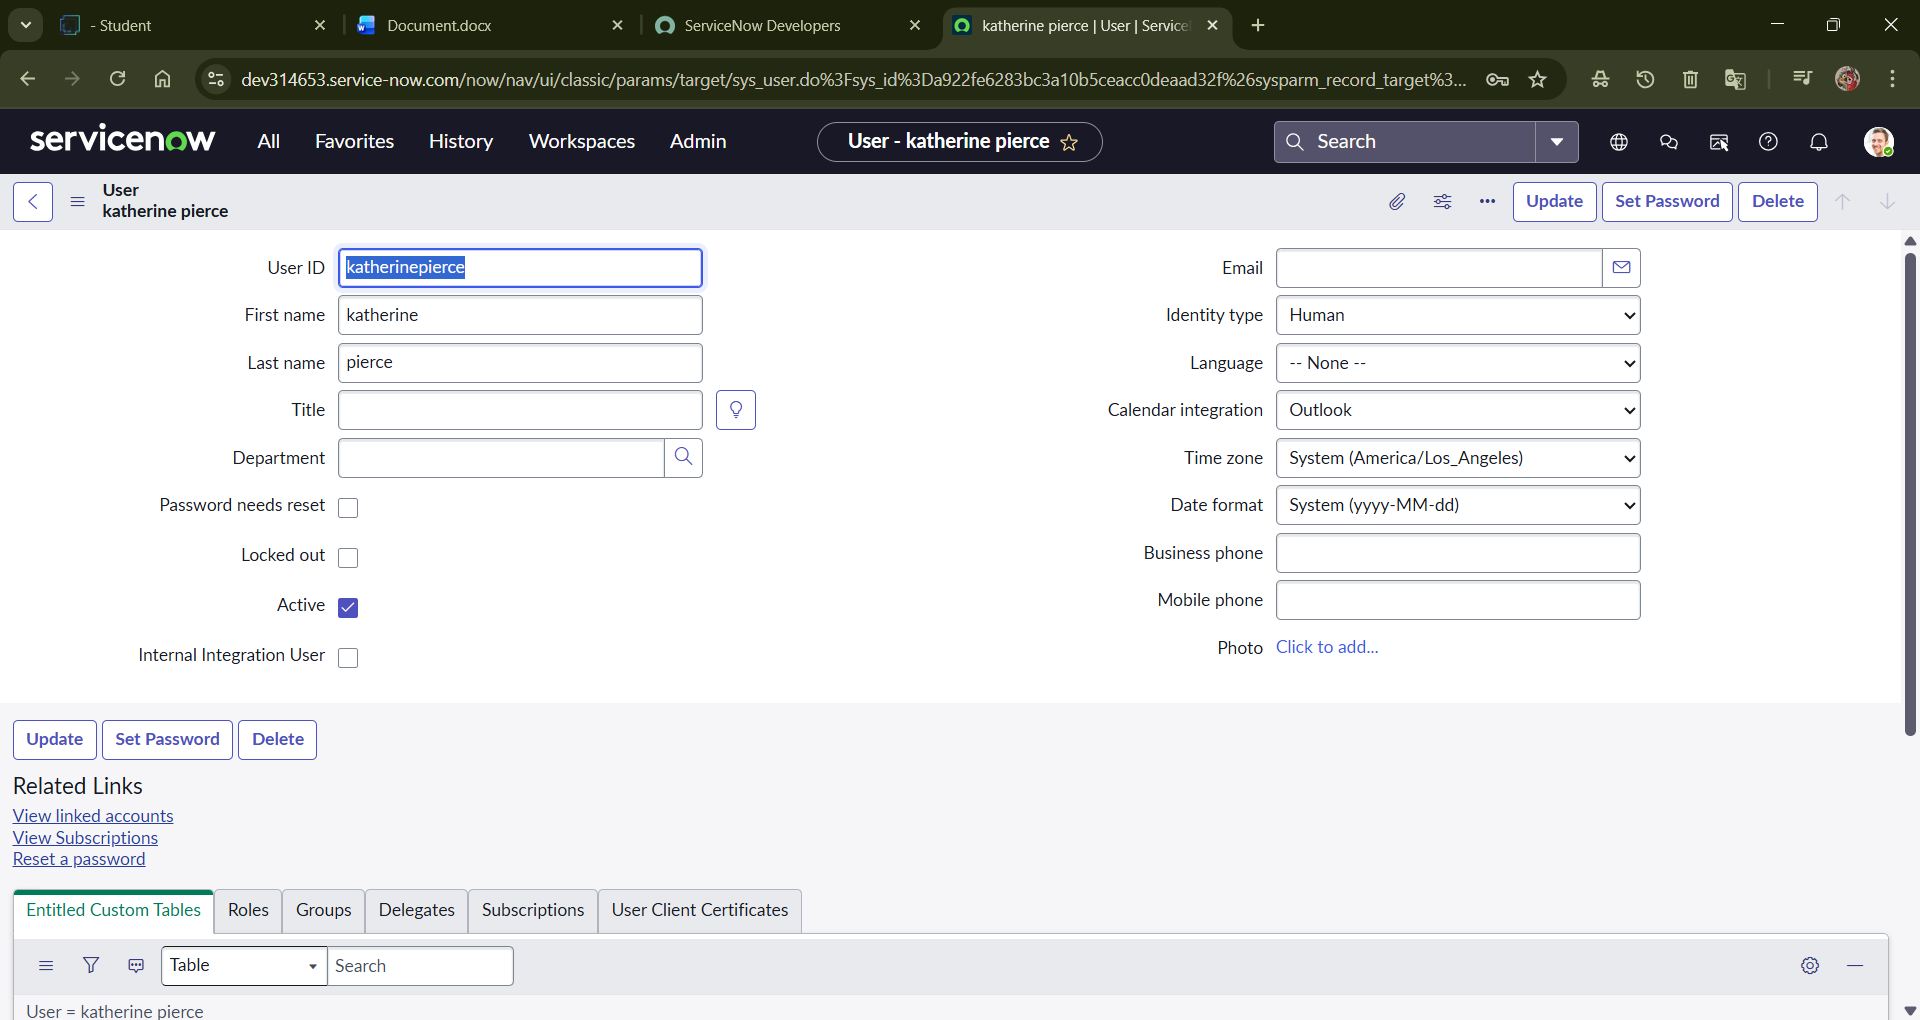 - Student
Document.docx
ServiceNow Developers
katherine pierce | User | Service
dev314653.service-now.com/now/nav/ui/classic/params/target/sys_user.do%3Fsys_id%3Da922fe6283bc3a10b5ceacc0deaad32f%26sysparm_record_target%3...
servicenow
All
Favorites
History
Workspaces
Admin
User - katherine pierce
Search
User
katherine pierce
Update
Set Password
Delete
User ID
katherinepierce
First name
katherine
Last name
pierce
Title
Department
Password needs reset
Locked out
Active
Internal Integration User
Email
Identity type
Human
Language
-- None --
Calendar integration
Outlook
Time zone
System (America/Los_Angeles)
Date format
System (yyyy-MM-dd)
Business phone
Mobile phone
Photo
Click to add...
Update
Set Password
Delete
Related Links
View linked accounts
View Subscriptions
Reset a password
Entitled Custom Tables
Roles
Groups
Delegates
Subscriptions
User Client Certificates
Table
Search
User = katherine pierce